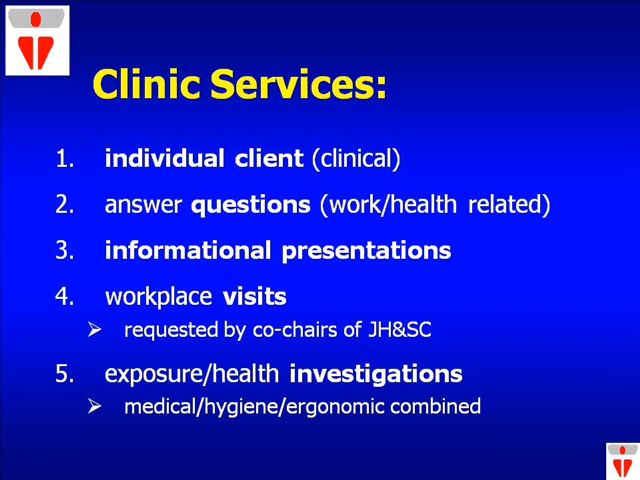 Clinic Services:
1. individual client (clinical)
2. answer questions (work/health related)
3. informational presentations
4. workplace visits
➢ requested by co-chairs of JH&SC
5. exposure/health investigations
➢ medical/hygiene/ergonomic combined